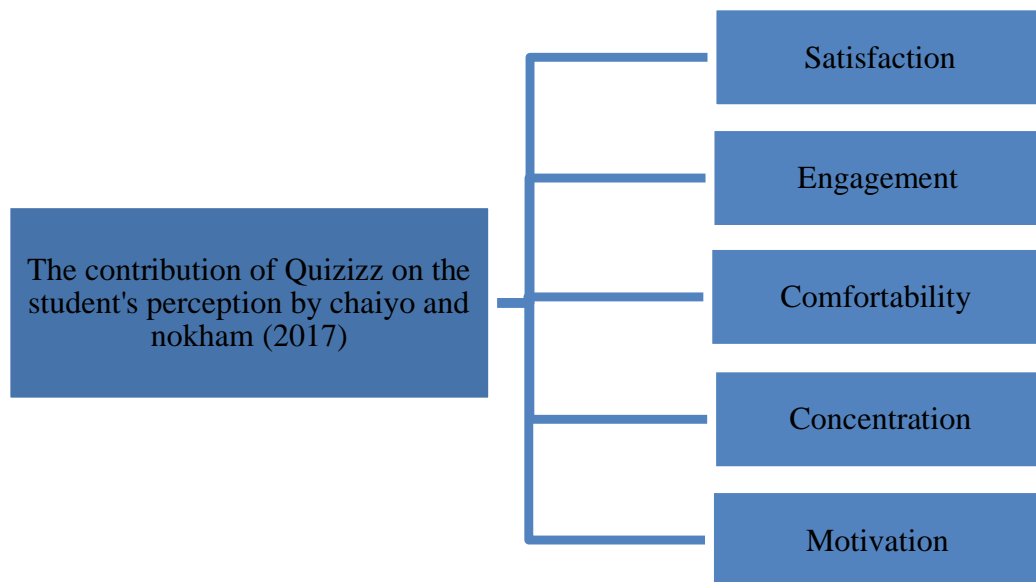 Satisfaction
Engagement
The contribution of Quizizz on the
student's perception by chaiyo and
nokham (2017)
Comfortability
Concentration
Motivation